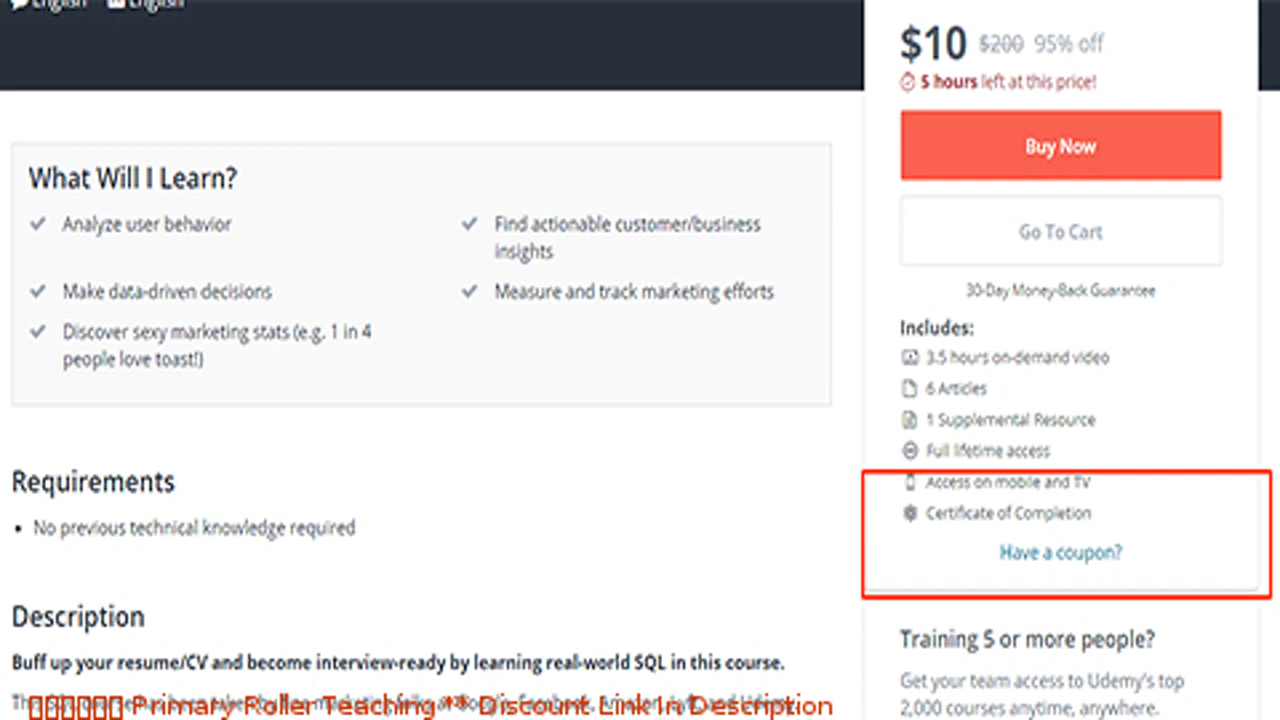 English English
What Will I Learn?
Analyze user behavior
Find actionable customer/business
insights
Make data-driven decisions
Measure and track marketing efforts
Discover sexy marketing stats (e.g. 1 in 4
people love toast!)
Requirements
• No previous technical knowledge required
Description
Buff up your resume/CV and become interview-ready by learning real-world SQL in this course.
Primary Roller Teaching ** Discount Link In Description
$10 $200 95% off
5 hours left at this price!
Buy Now
Go To Cart
30-Day Money-Back Guarantee
Includes:
3.5 hours on-demand video
6 Articles
1 Supplemental Resource
Full lifetime access
Access on mobile and TV
Certificate of Completion
Have a coupon?
Training 5 or more people?
Get your team access to Udemy's top
2,000 courses anytime, anywhere.